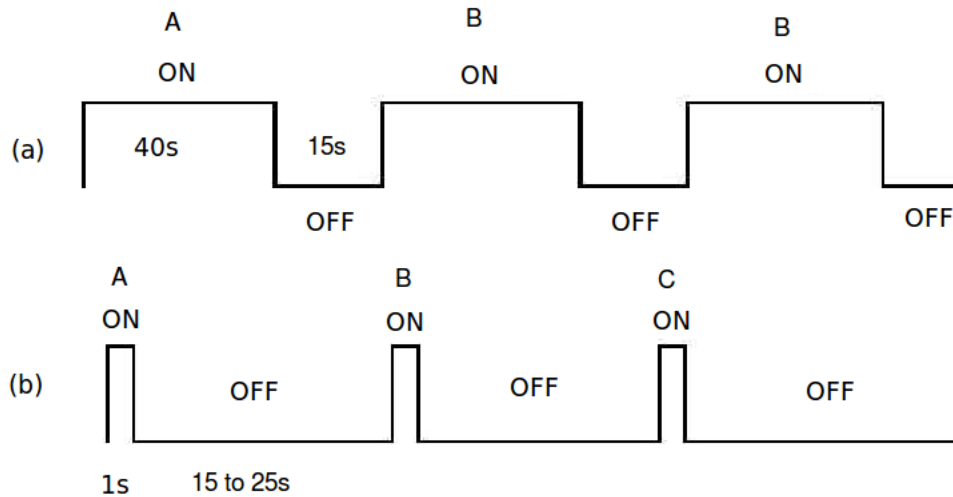 A B B
ON ON ON
(a) 40s 15s
OFF OFF OFF
A B C
ON ON ON
(b) OFF OFF OFF
1s 15 to 25s